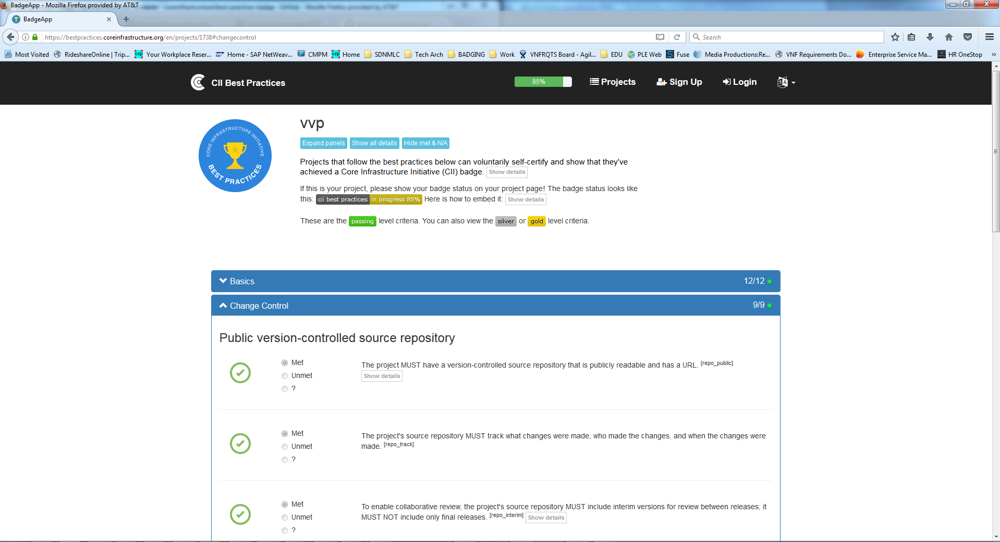 BadgeApp - Mozilla Firefox provided by AT&T
BadgeApp
https://bestpractices.coreinfrastructure.org/en/projects/1738#changecontrol
Search
Most Visited
RideshareOnline | Trip...
Your Workplace Reser...
Home - SAP NetWeav...
CMPM
Home
SDNMLC
Tech Arch
BADGING
Work
VNFRQTS Board - Agil...
EDU
PLE Web
Fuse
Media Productions:Re...
VNF Requirements Do...
Enterprise Service Ma...
HR OneStop
CII Best Practices
85%
Projects
Sign Up
Login
CORE INFRASTRUCTURE INITIATIVE
BEST PRACTICES
vvp
Expand panels
Show all details
Hide met & N/A
Projects that follow the best practices below can voluntarily self-certify and show that they've
achieved a Core Infrastructure Initiative (CII) badge. Show details
If this is your project, please show your badge status on your project page! The badge status looks like
this: cii best practices in progress 85% Here is how to embed it: Show details
These are the passing level criteria. You can also view the silver or gold level criteria.
Basics 12/12
Change Control 9/9
Public version-controlled source repository
Met
Unmet
?
The project MUST have a version-controlled source repository that is publicly readable and has a URL. [repo_public]
Show details
Met
Unmet
?
The project's source repository MUST track what changes were made, who made the changes, and when the changes were
made. [repo_track]
Met
Unmet
?
To enable collaborative review, the project's source repository MUST include interim versions for review between releases; it
MUST NOT include only final releases. [repo_interim] Show details